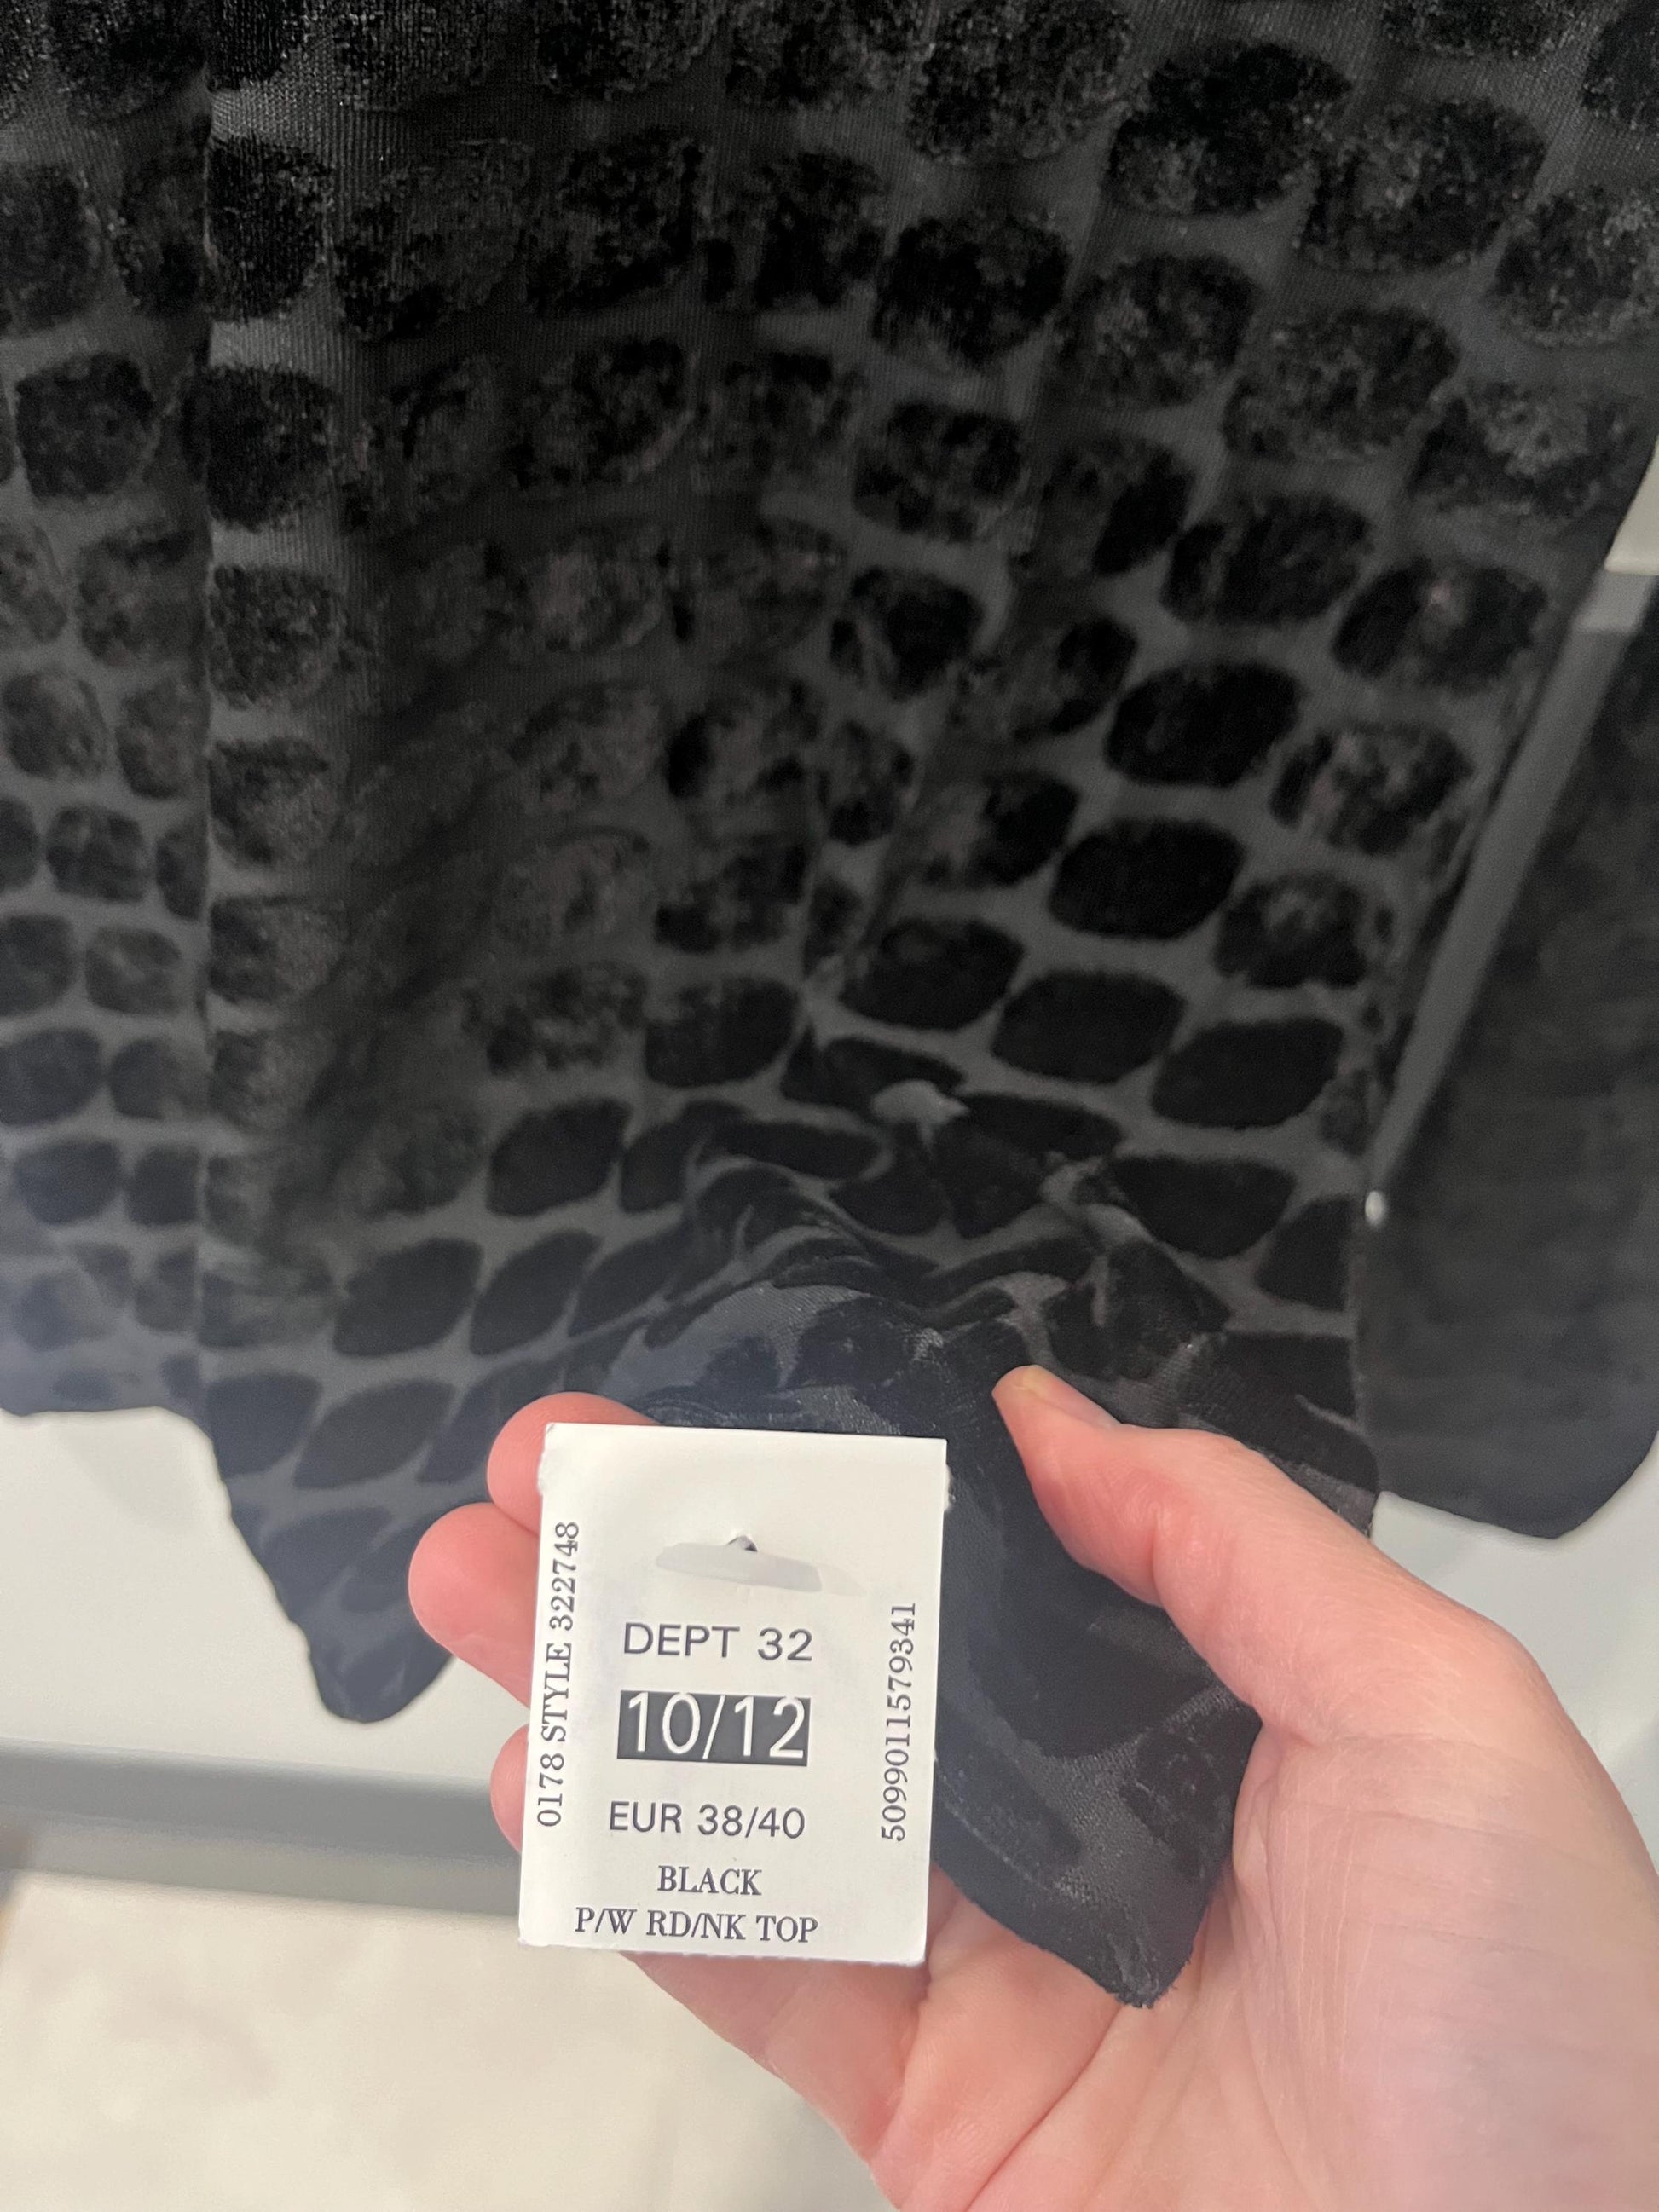 0178 STYLE 322748
DEPT 32
10/12
EUR 38/40
BLACK
P/W RD/NK TOP
5099011579341